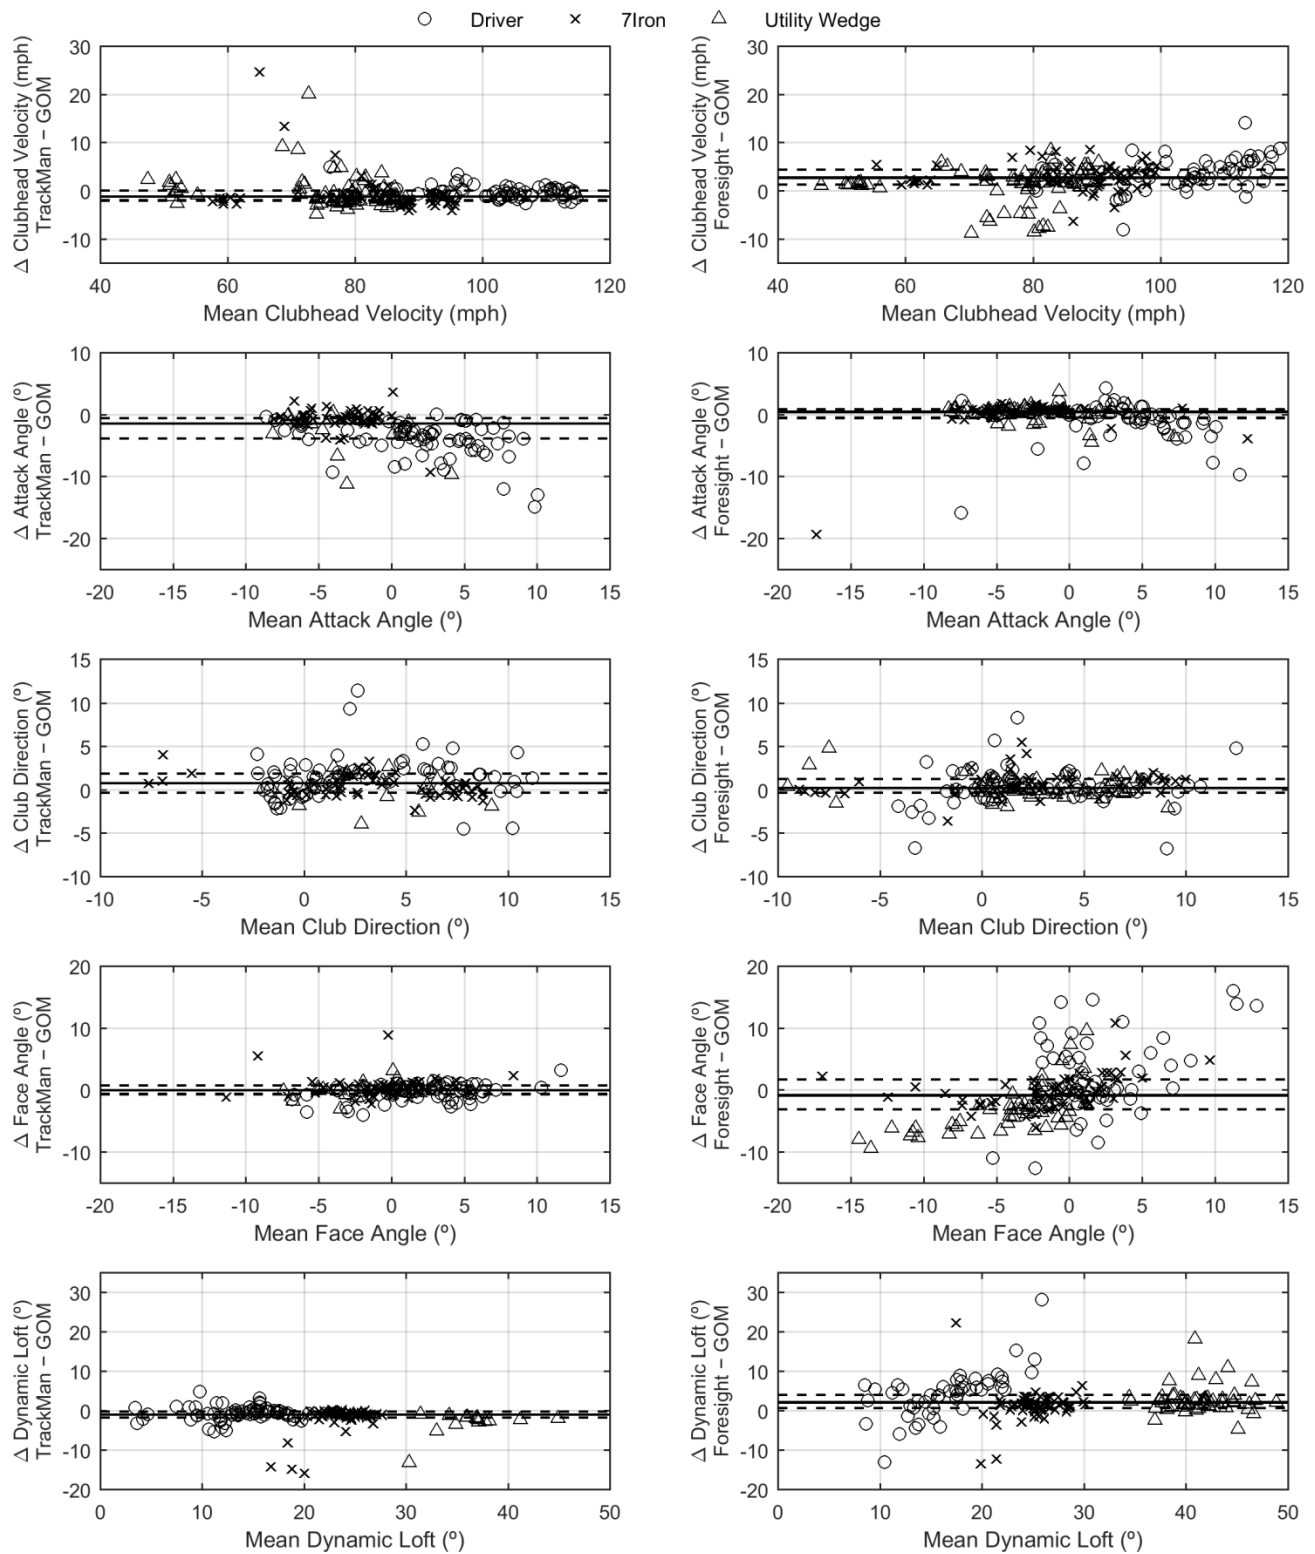 Driver 7Iron Utility Wedge
30
20
10
0
-10
Δ Clubhead Velocity (mph)
TrackMan − GOM
40 60 80 100 120
Mean Clubhead Velocity (mph)
30
20
10
0
-10
Δ Clubhead Velocity (mph)
Foresight − GOM
40 60 80 100 120
Mean Clubhead Velocity (mph)
10
0
-10
-20
Δ Attack Angle (º)
TrackMan − GOM
-20 -15 -10 -5 0 5 10 15
Mean Attack Angle (º)
10
0
-10
-20
Δ Attack Angle (º)
Foresight − GOM
-20 -15 -10 -5 0 5 10 15
Mean Attack Angle (º)
15
10
5
0
-5
-10
Δ Club Direction (º)
TrackMan − GOM
-10 -5 0 5 10 15
Mean Club Direction (º)
15
10
5
0
-5
-10
Δ Club Direction (º)
Foresight − GOM
-10 -5 0 5 10 15
Mean Club Direction (º)
20
10
0
-10
Δ Face Angle (º)
TrackMan − GOM
-20 -15 -10 -5 0 5 10 15
Mean Face Angle (º)
20
10
0
-10
Δ Face Angle (º)
Foresight − GOM
-20 -15 -10 -5 0 5 10 15
Mean Face Angle (º)
30
20
10
0
-10
-20
Δ Dynamic Loft (º)
TrackMan − GOM
0 10 20 30 40 50
Mean Dynamic Loft (º)
30
20
10
0
-10
-20
Δ Dynamic Loft (º)
Foresight − GOM
0 10 20 30 40 50
Mean Dynamic Loft (º)